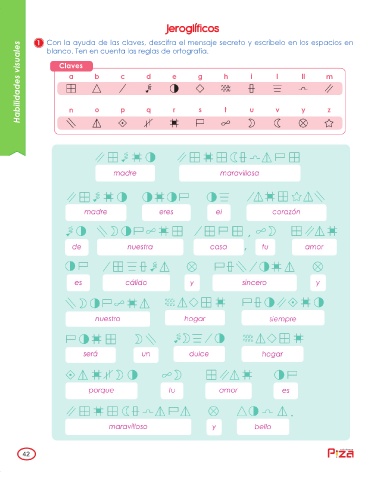 Jeroglíficos
1 Con la ayuda de las claves, descifra el mensaje secreto y escríbelo en los espacios en
blanco. Ten en cuenta las reglas de ortografía.
Claves
a b c d e g h i l ll m
n o p q r s t u v y z
madre maravillosa
madre eres el corazón
de nuestra casa , tu amor
es cálido y sincero y
nuestro hogar siempre
será un dulce hogar
porque tu amor es
maravilloso y bello .
42
Piza
Habilidades visuales